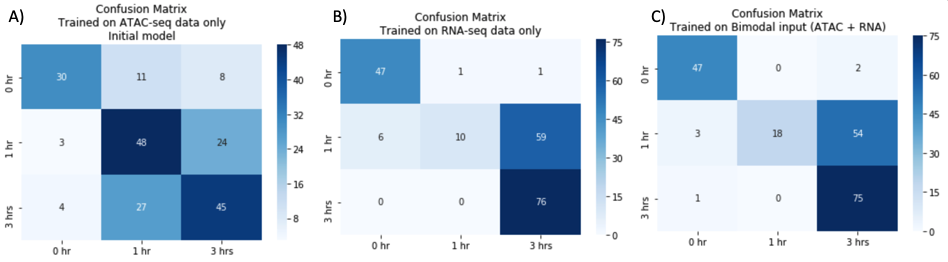 A)
Confusion Matrix
Trained on ATAC-seq data only
Initial model
0 hr
30
11
8
1 hr
3
48
24
3 hrs
4
27
45
0 hr
1 hr
3 hrs
48
40
32
24
16
8
B)
Confusion Matrix
Trained on RNA-seq data only
0 hr
47
1
1
1 hr
6
10
59
3 hrs
0
0
76
0 hr
1 hr
3 hrs
75
60
45
30
15
0
C)
Confusion Matrix
Trained on Bimodal input (ATAC + RNA)
0 hr
47
0
2
1 hr
3
18
54
3 hrs
1
0
75
0 hr
1 hr
3 hrs
75
60
45
30
15
0